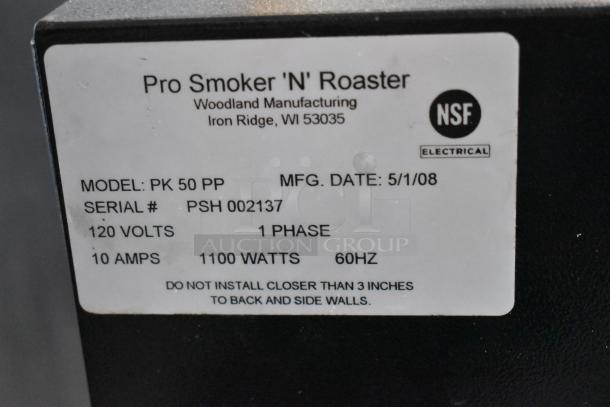 Pro Smoker 'N' Roaster
Woodland Manufacturing
Iron Ridge, WI 53035
NSF
ELECTRICAL
MODEL: PK 50 PP MFG. DATE: 5/1/08
SERIAL # PSH 002137
120 VOLTS 1 PHASE
AUCTION GROUP
10 AMPS 1100 WATTS 60HZ
DO NOT INSTALL CLOSER THAN 3 INCHES
TO BACK AND SIDE WALLS.